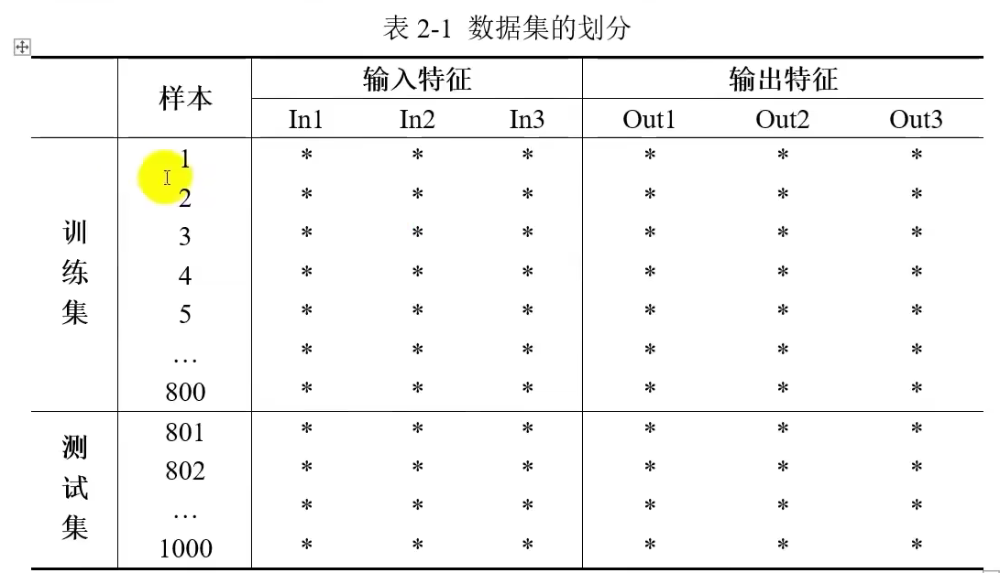 表 2-1 数据集的划分
样本 输入特征 输出特征
In1 In2 In3 Out1 Out2 Out3
训练集
1 * * * * * *
2 * * * * * *
3 * * * * * *
4 * * * * * *
5 * * * * * *
… * * * * * *
800 * * * * * *
测试集
801 * * * * * *
802 * * * * * *
… * * * * * *
1000 * * * * * *